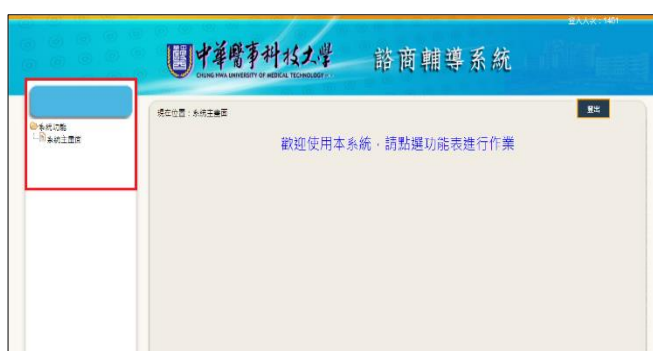 登入人次：1401
中華醫事科技大學
CHUNG HWA UNIVERSITY OF MEDICAL TECHNOLOGY
諮商輔導系統
系統功能
系統主畫面
現在位置：系統主畫面
登出
歡迎使用本系統，請點選功能表進行作業